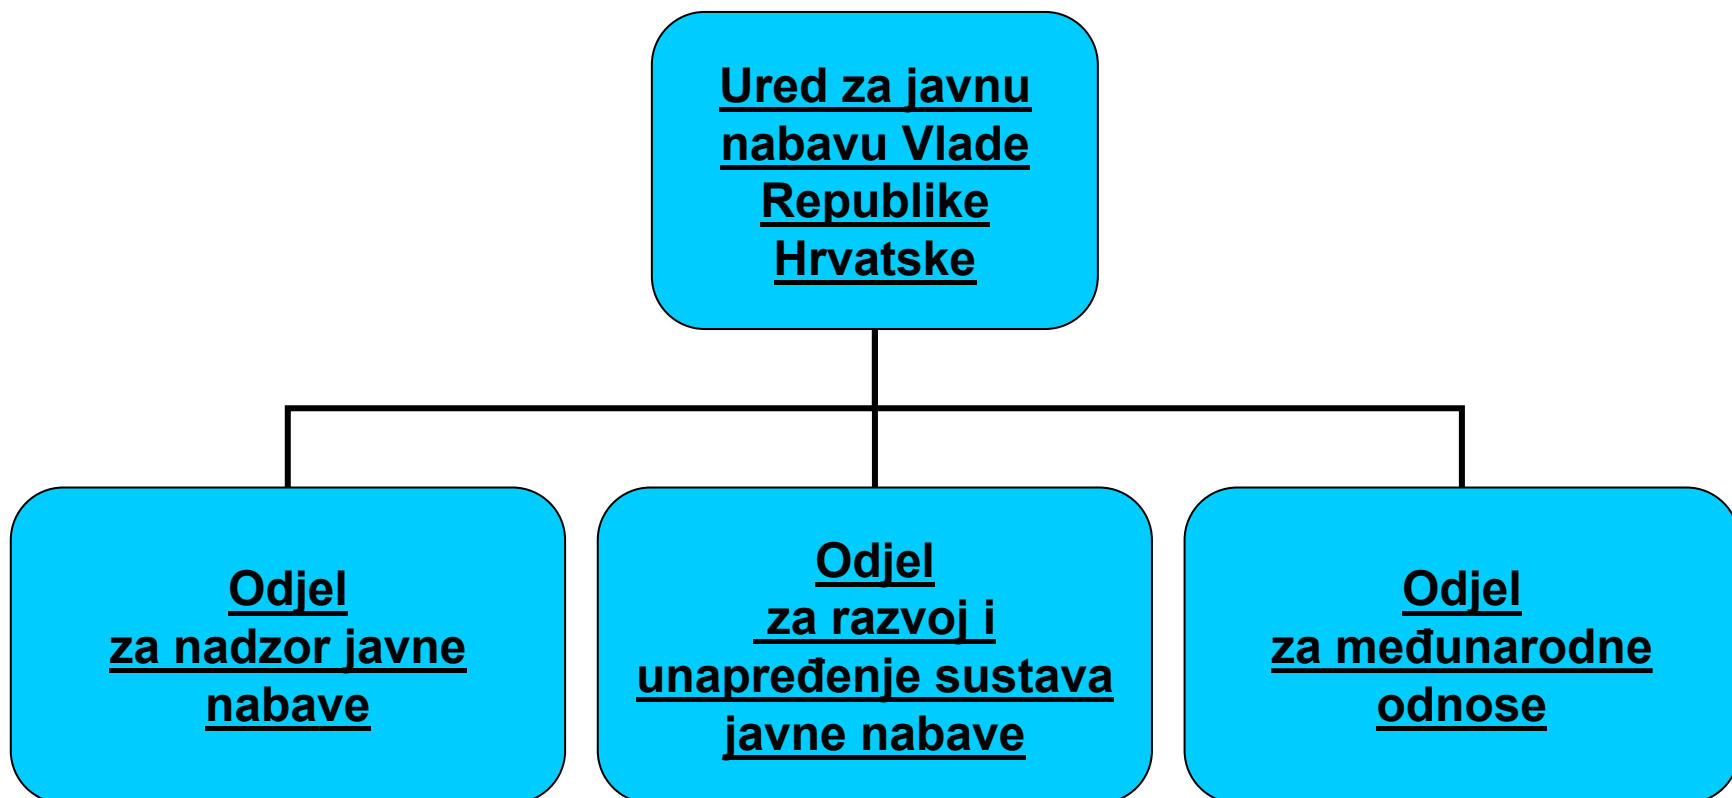 Ured za javnu
nabavu Vlade
Republike
Hrvatske
Odjel
za nadzor javne
nabave
Odjel
za razvoj i
unapređenje sustava
javne nabave
Odjel
za međunarodne
odnose